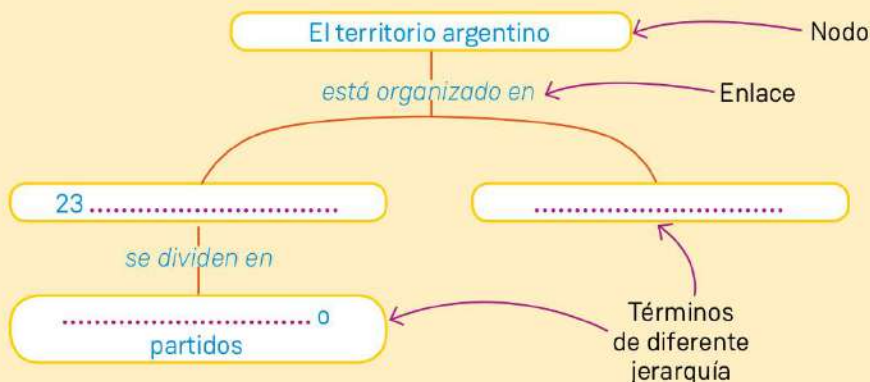 El territorio argentino
Nodo
está organizado en
Enlace
23 ...............................
...............................
se dividen en
............................... o
partidos
Términos
de diferente
jerarquía